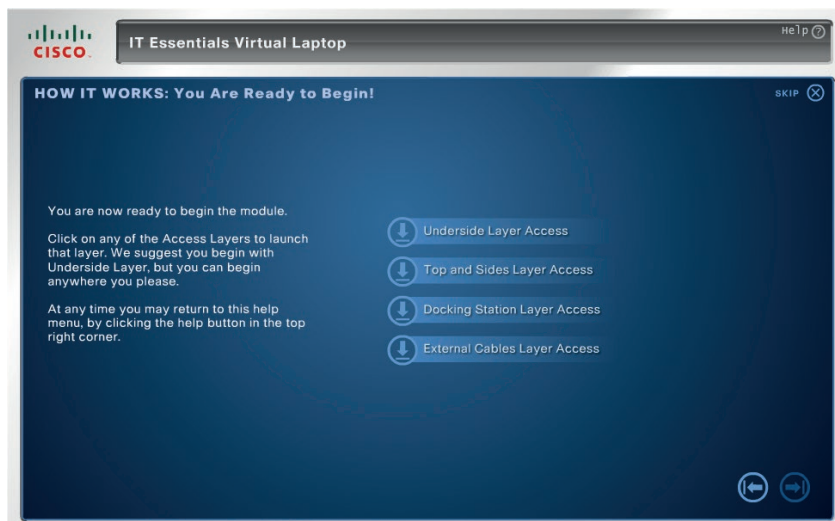 CISCO
IT Essentials Virtual Laptop
Help ?
HOW IT WORKS: You Are Ready to Begin!
SKIP
You are now ready to begin the module.
Click on any of the Access Layers to launch
that layer. We suggest you begin with
Underside Layer, but you can begin
anywhere you please.
At any time you may return to this help
menu, by clicking the help button in the top
right corner.
Underside Layer Access
Top and Sides Layer Access
Docking Station Layer Access
External Cables Layer Access